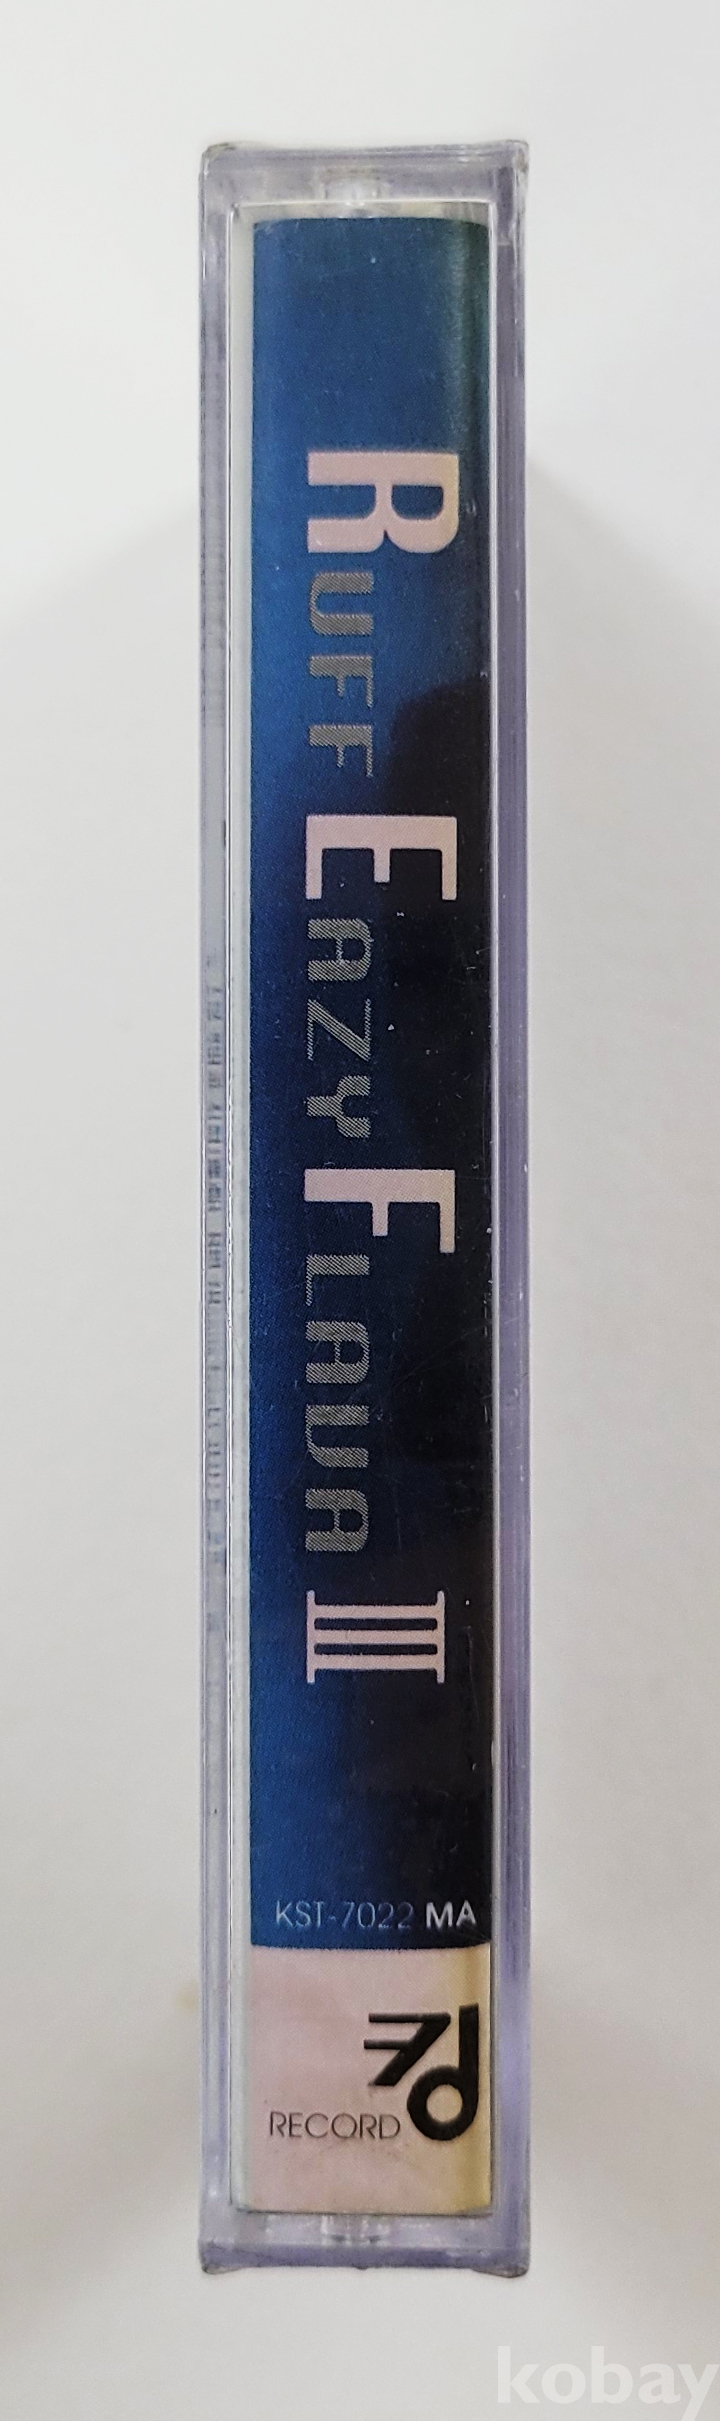 RUFF EAZY FLAVA III
KST-7022 MA
RECORD
kobay